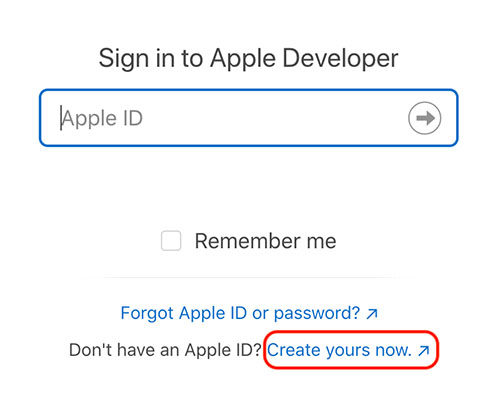 Sign in to Apple Developer
Apple ID
Remember me
Forgot Apple ID or password? ↗
Don't have an Apple ID? Create yours now. ↗